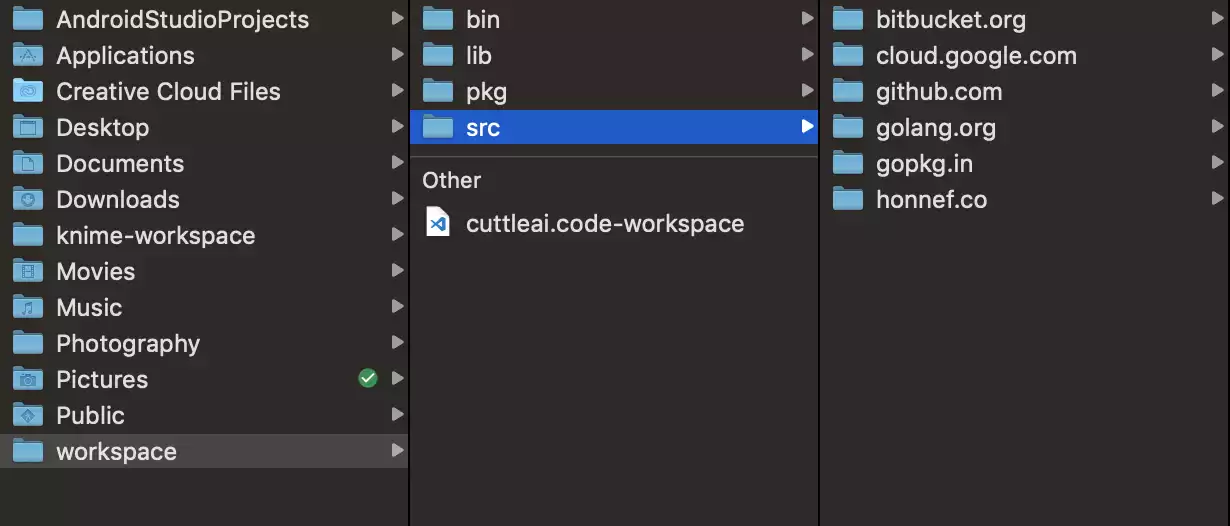 AndroidStudioProjects
Applications
Creative Cloud Files
Desktop
Documents
Downloads
knime-workspace
Movies
Music
Photography
Pictures
Public
workspace
bin
lib
pkg
src
Other
cuttleai.code-workspace
bitbucket.org
cloud.google.com
github.com
golang.org
gopkg.in
honnef.co